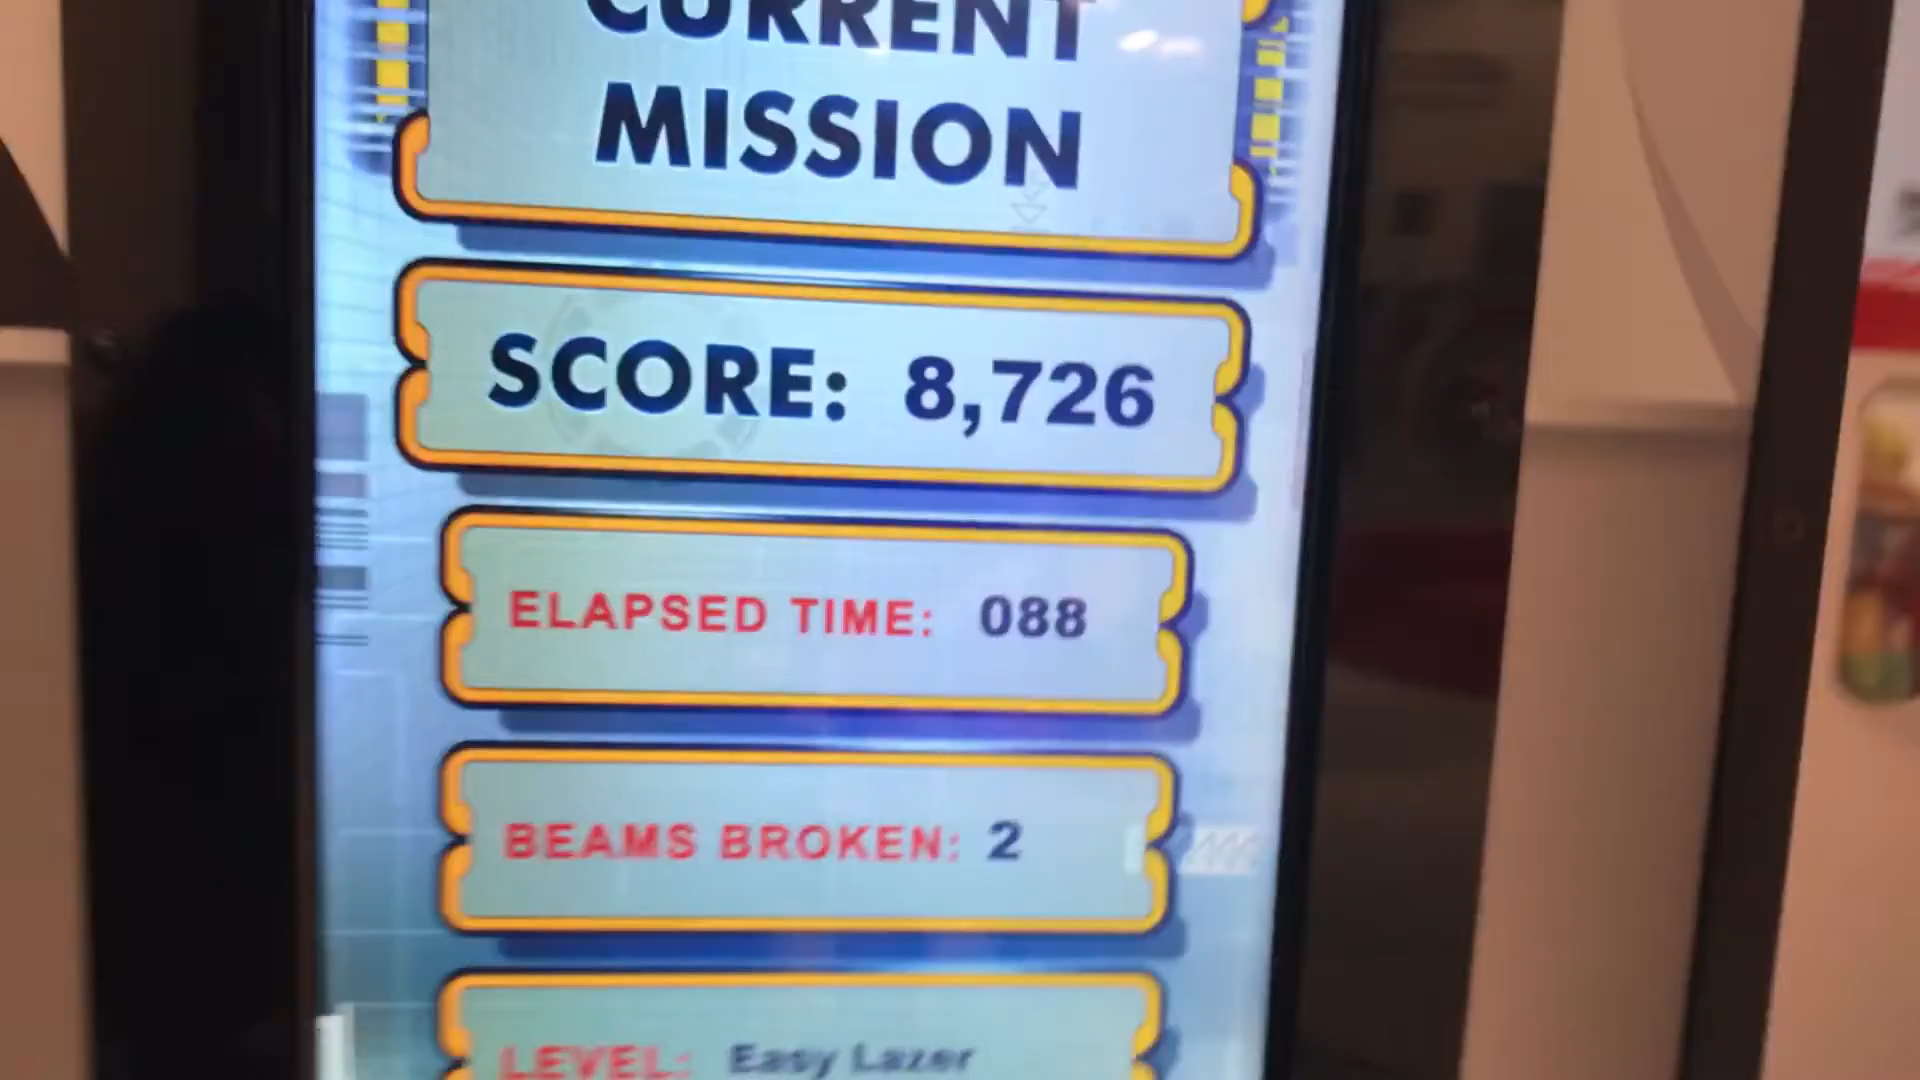 CURRENT
MISSION
SCORE: 8,726
ELAPSED TIME: 088
BEAMS BROKEN: 2
LEVEL: Easy Lazer